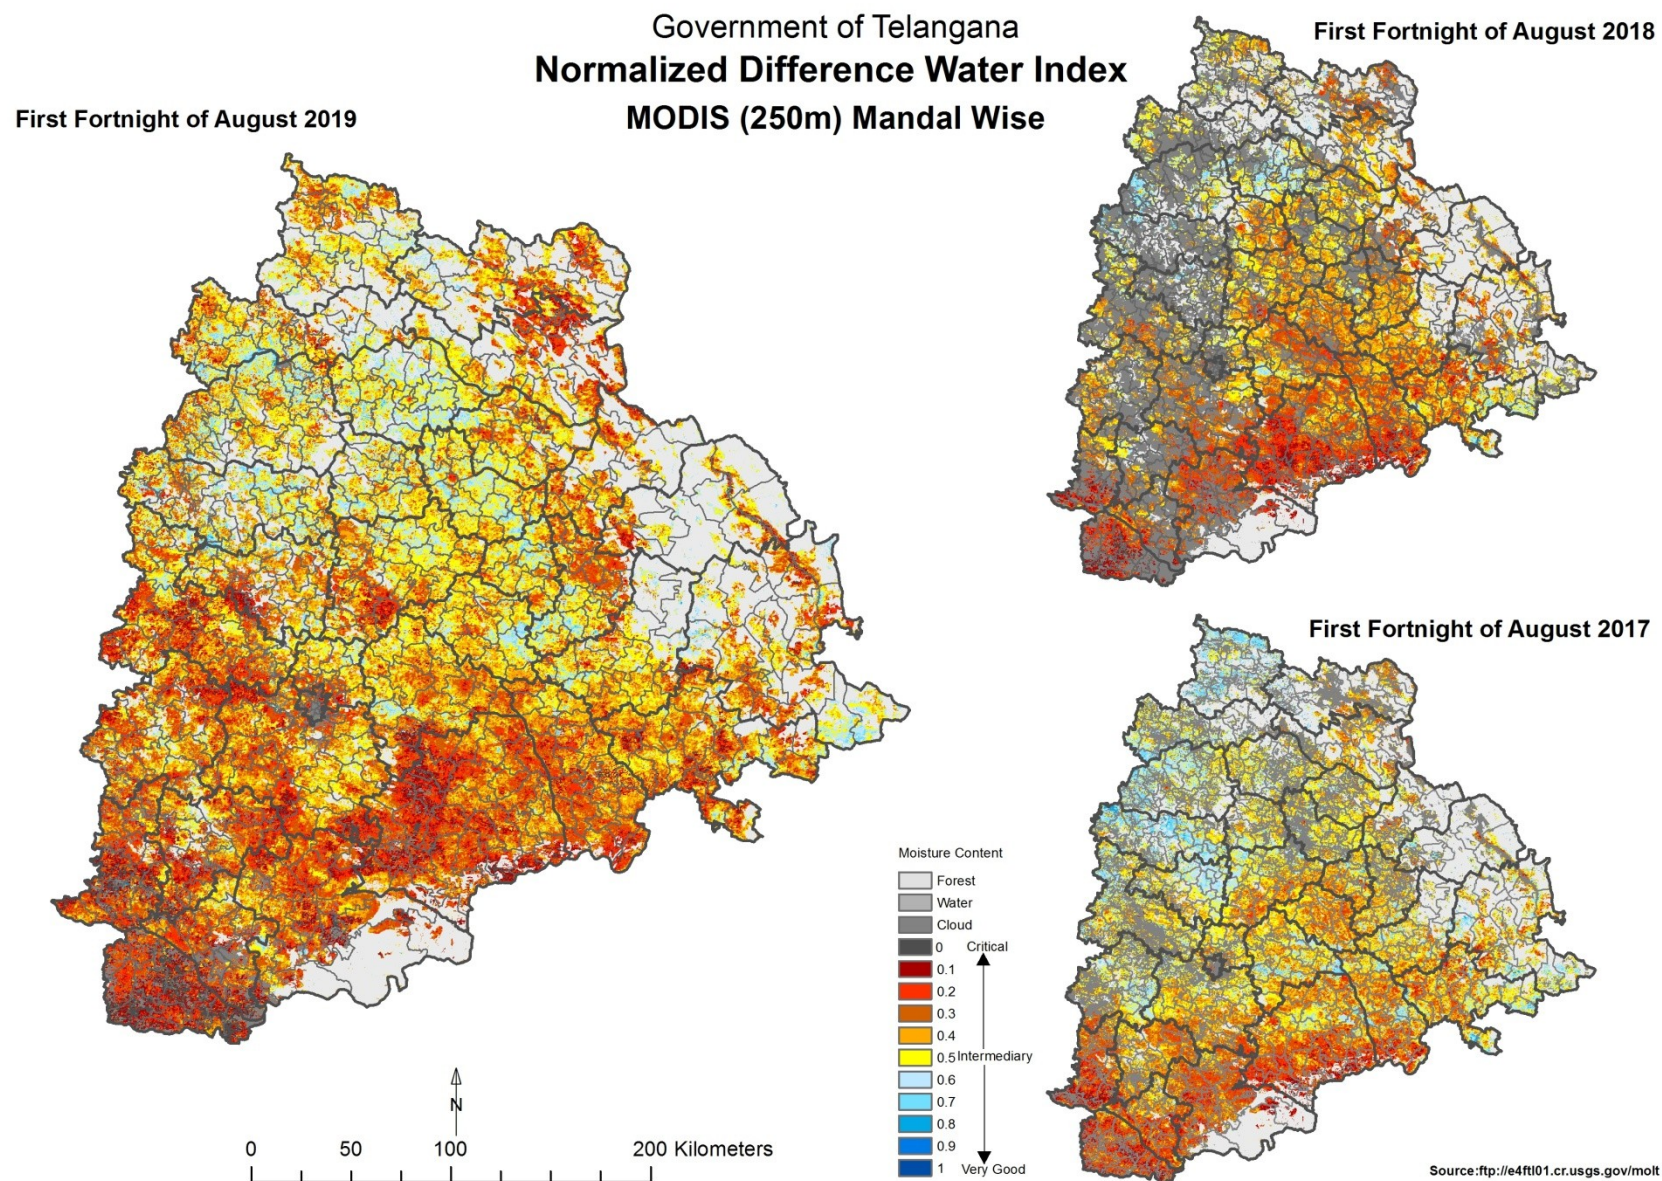 Government of Telangana
Normalized Difference Water Index
MODIS (250m) Mandal Wise
First Fortnight of August 2019
First Fortnight of August 2018
First Fortnight of August 2017
Moisture Content
Forest
Water
Cloud
0 Critical
0.1
0.2
0.3
0.4
0.5 Intermediary
0.6
0.7
0.8
0.9
1 Very Good
N
0 50 100 200 Kilometers
Source:ftp://e4ftl01.cr.usgs.gov/molt